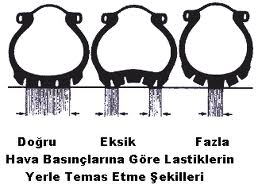 Doğru Eksik Fazla
Hava Basınçlarına Göre Lastiklerin
Yerle Temas Etme Şekilleri